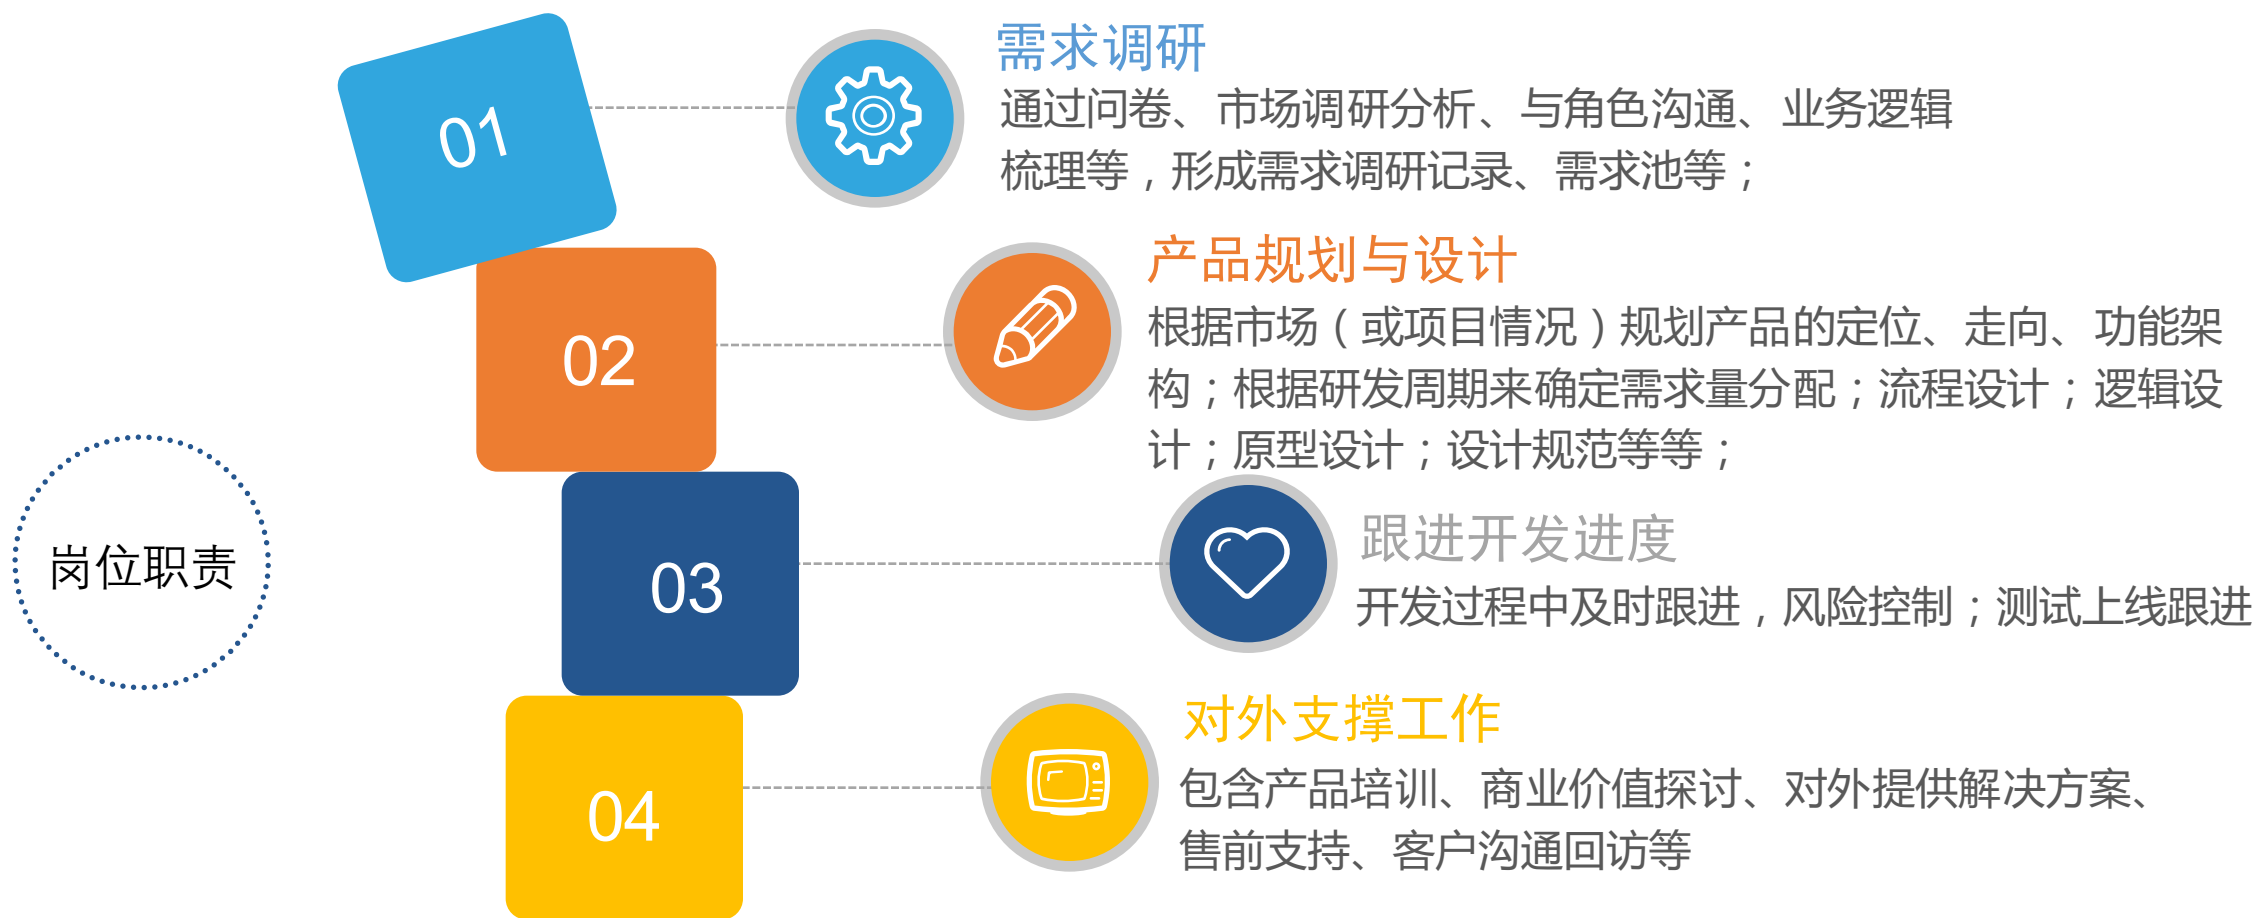 岗位职责
01
需求调研
通过问卷、市场调研分析、与角色沟通、业务逻辑
梳理等，形成需求调研记录、需求池等；
02
产品规划与设计
根据市场（或项目情况）规划产品的定位、走向、功能架
构；根据研发周期来确定需求量分配；流程设计；逻辑设
计；原型设计；设计规范等等；
03
跟进开发进度
开发过程中及时跟进，风险控制；测试上线跟进
04
对外支撑工作
包含产品培训、商业价值探讨、对外提供解决方案、
售前支持、客户沟通回访等